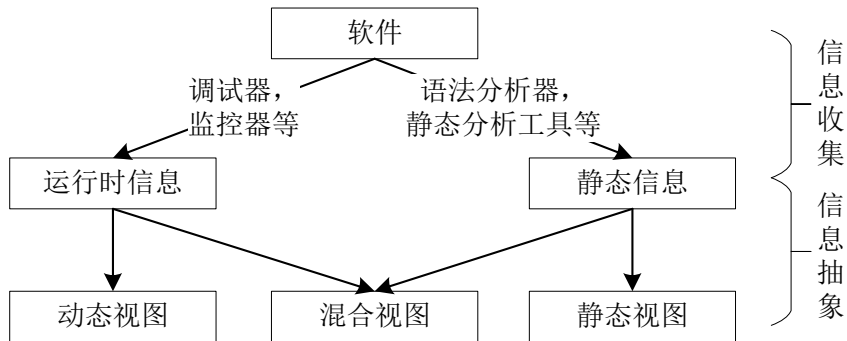 软件
调试器，
监控器等
语法分析器，
静态分析工具等
信息收集
运行时信息
静态信息
信息抽象
动态视图
混合视图
静态视图